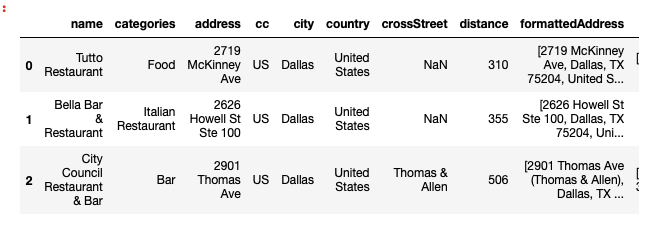 :
name categories address cc city country crossStreet distance formattedAddress
0 Tutto Restaurant Food 2719 McKinney Ave US Dallas United States NaN 310 [2719 McKinney Ave, Dallas, TX 75204, United S... [
1 Bella Bar & Restaurant Italian Restaurant 2626 Howell St Ste 100 US Dallas United States NaN 355 [2626 Howell St Ste 100, Dallas, TX 75204, Uni...
2 City Council Restaurant & Bar Bar 2901 Thomas Ave US Dallas United States Thomas & Allen 506 [2901 Thomas Ave (Thomas & Allen), Dallas, TX ...